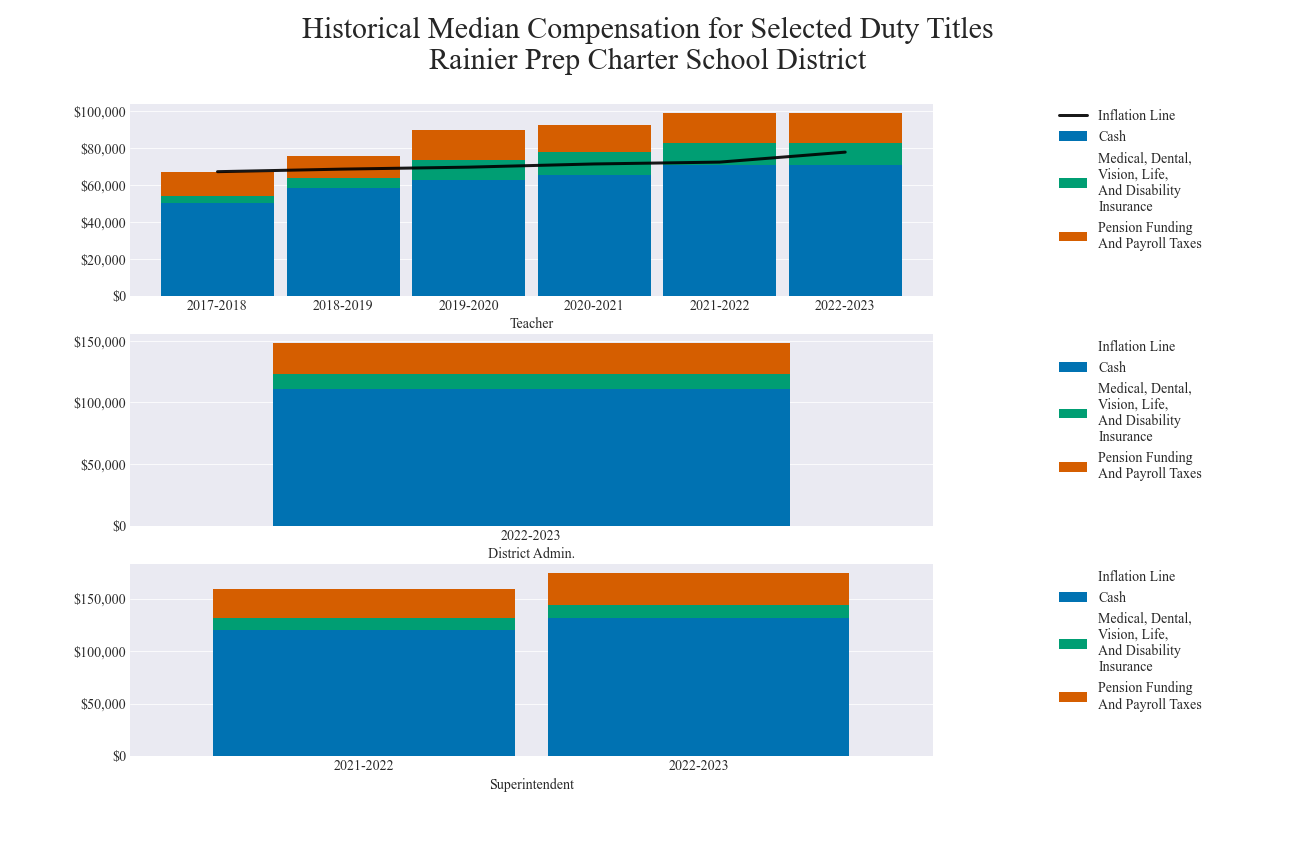 Historical Median Compensation for Selected Duty Titles
Rainier Prep Charter School District
$100,000
$80,000
$60,000
$40,000
$20,000
$0
2017-2018
2018-2019
2019-2020
2020-2021
2021-2022
2022-2023
Teacher
Inflation Line
Cash
Medical, Dental,
Vision, Life,
And Disability
Insurance
Pension Funding
And Payroll Taxes
$150,000
$100,000
$50,000
$0
2022-2023
District Admin.
Inflation Line
Cash
Medical, Dental,
Vision, Life,
And Disability
Insurance
Pension Funding
And Payroll Taxes
$150,000
$100,000
$50,000
$0
2021-2022
2022-2023
Superintendent
Inflation Line
Cash
Medical, Dental,
Vision, Life,
And Disability
Insurance
Pension Funding
And Payroll Taxes